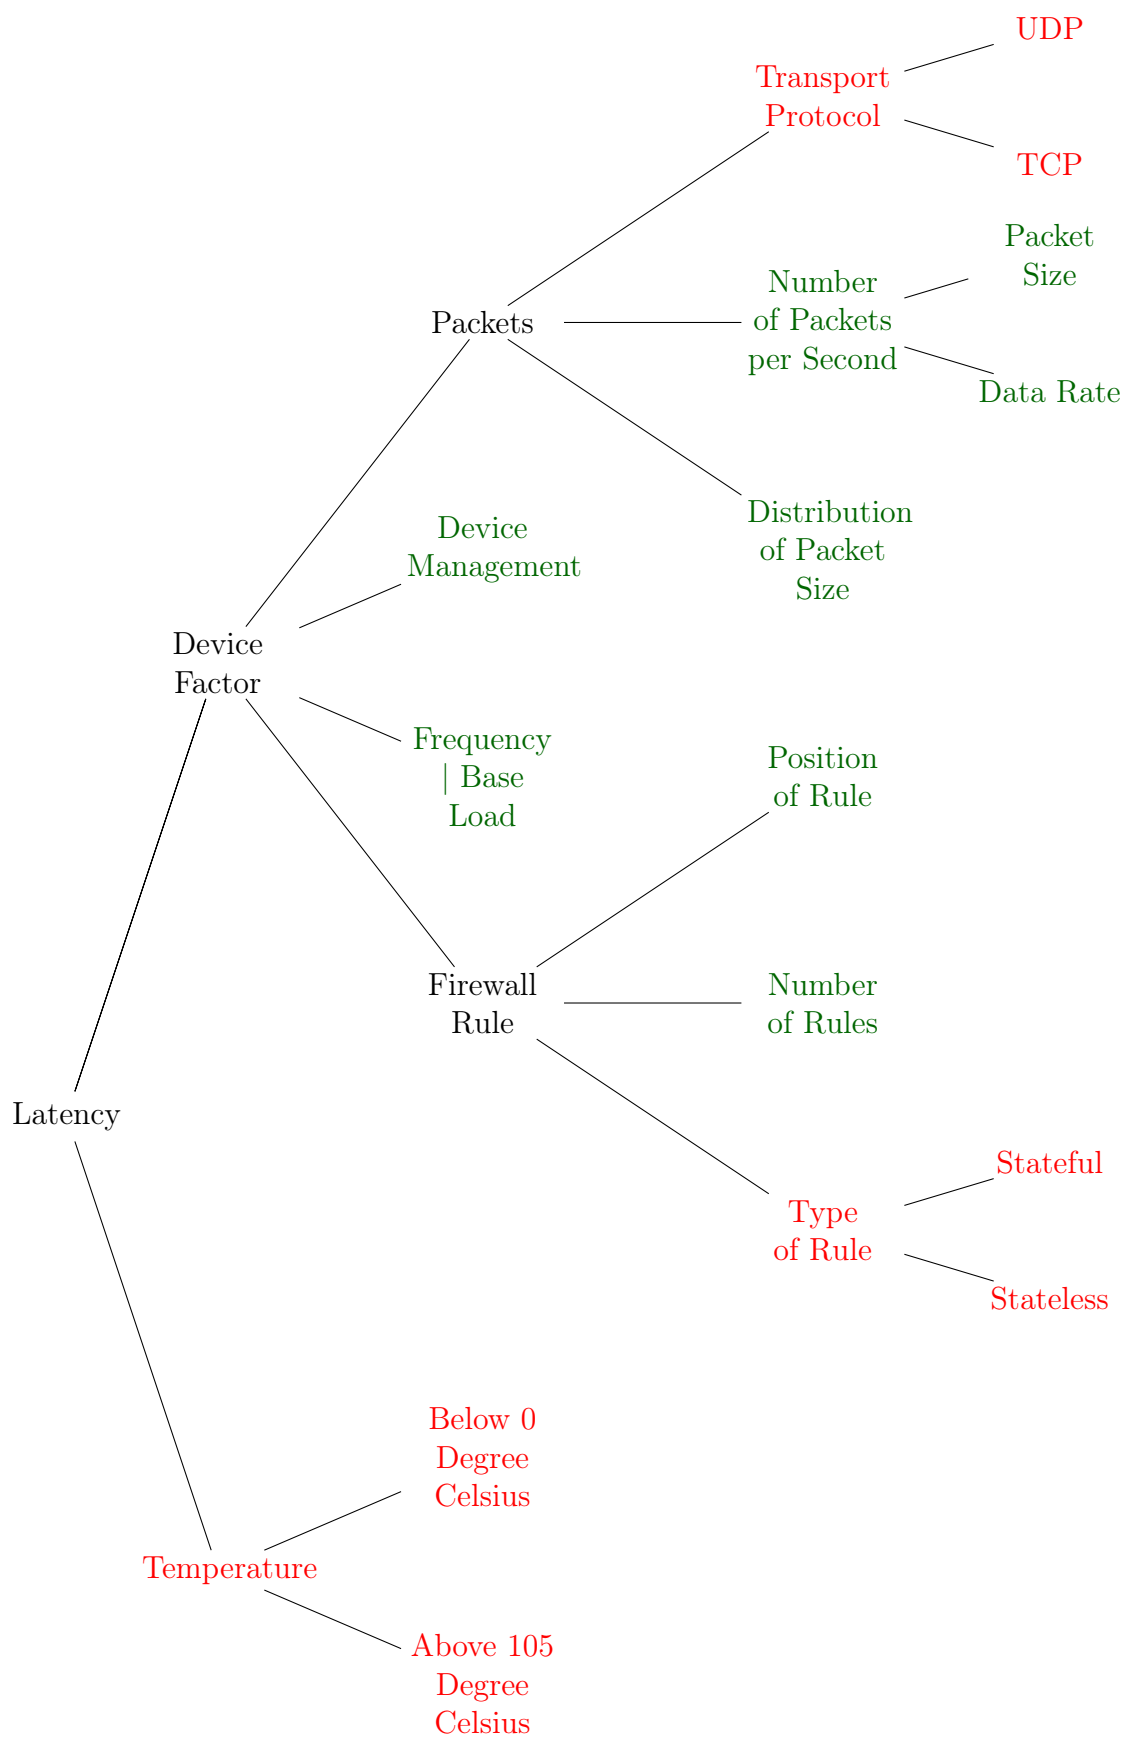 UDP
Transport
Protocol
TCP
Packet
Size
Number
of Packets
per Second
Data Rate
Packets
Distribution
of Packet
Size
Device
Management
Device
Factor
Frequency
| Base
Load
Position
of Rule
Firewall
Rule
Number
of Rules
Latency
Stateful
Type
of Rule
Stateless
Below 0
Degree
Celsius
Temperature
Above 105
Degree
Celsius